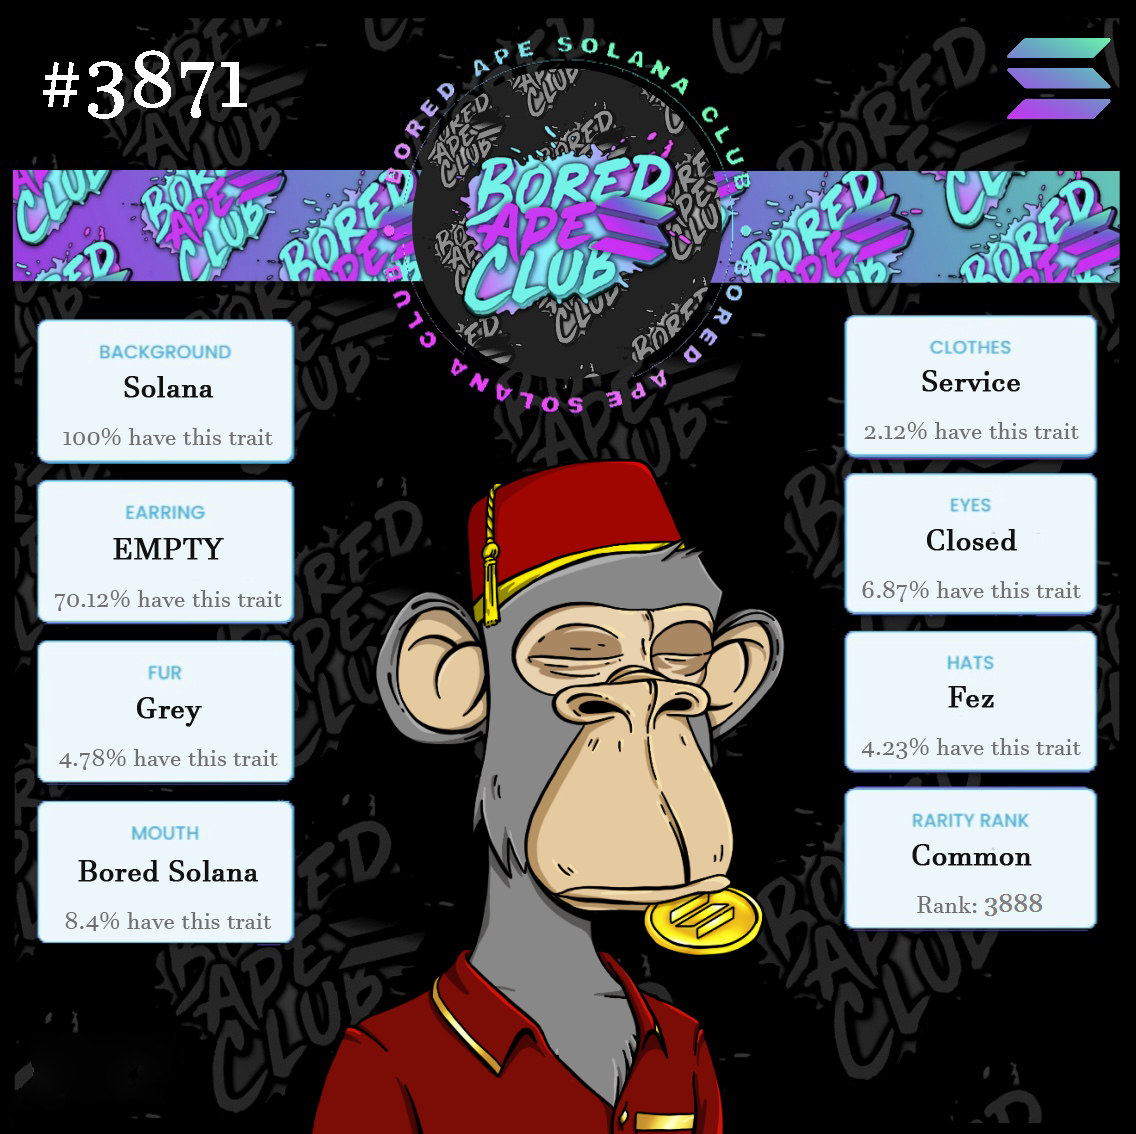 #3871
BORED APE SOLANA CLUB
BORED APE SOLANA CLUB
BORED
APE
CLUB
BACKGROUND
Solana
100% have this trait
EARRING
EMPTY
70.12% have this trait
FUR
Grey
4.78% have this trait
MOUTH
Bored Solana
8.4% have this trait
CLOTHES
Service
2.12% have this trait
EYES
Closed
6.87% have this trait
HATS
Fez
4.23% have this trait
RARITY RANK
Common
Rank: 3888